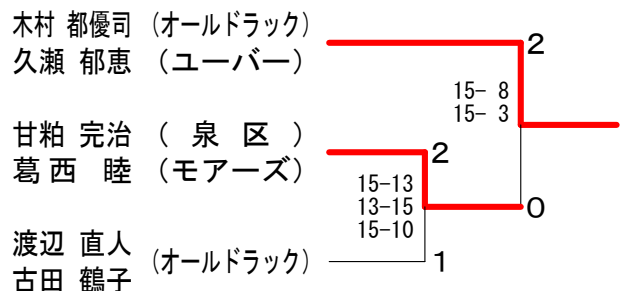 木村 都優司 (オールドラック)
久瀬 郁恵 (ユーバー)
2
15- 8
15- 3
甘粕 完治 ( 泉 区 )
葛西 睦 (モアーズ)
2
15-13
13-15
15-10
0
渡辺 直人
古田 鶴子
(オールドラック)
1